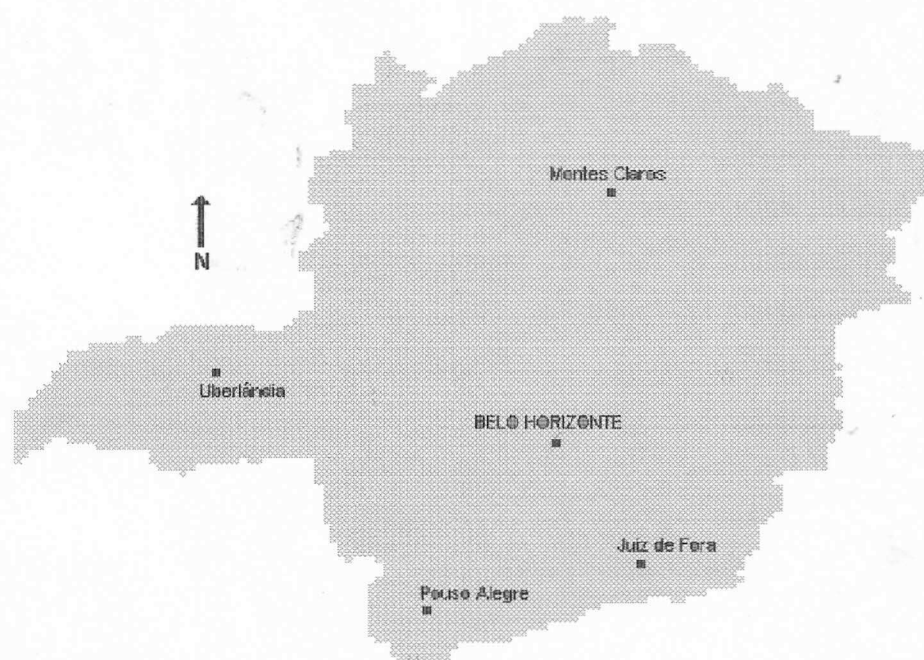 Montes Claros
N
Uberlândia
BELO HORIZONTE
Juiz de Fora
Pouso Alegre